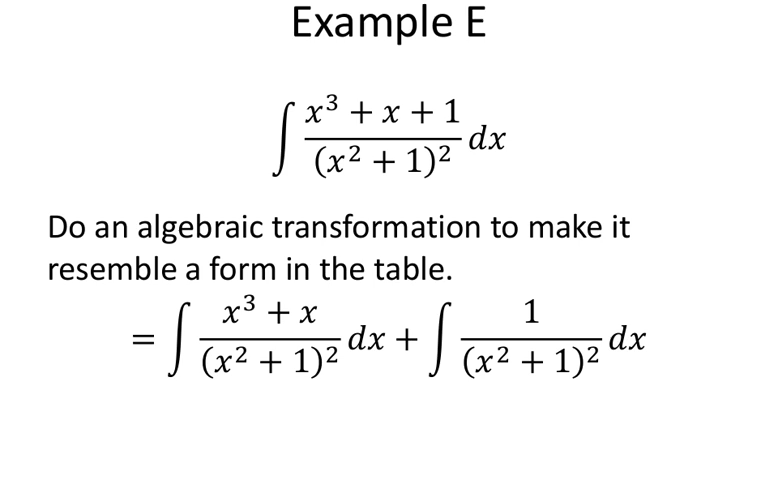 Example E
∫ (x³ + x + 1)/(x² + 1)² dx
Do an algebraic transformation to make it
resemble a form in the table.
= ∫ (x³ + x)/(x² + 1)² dx + ∫ 1/(x² + 1)² dx